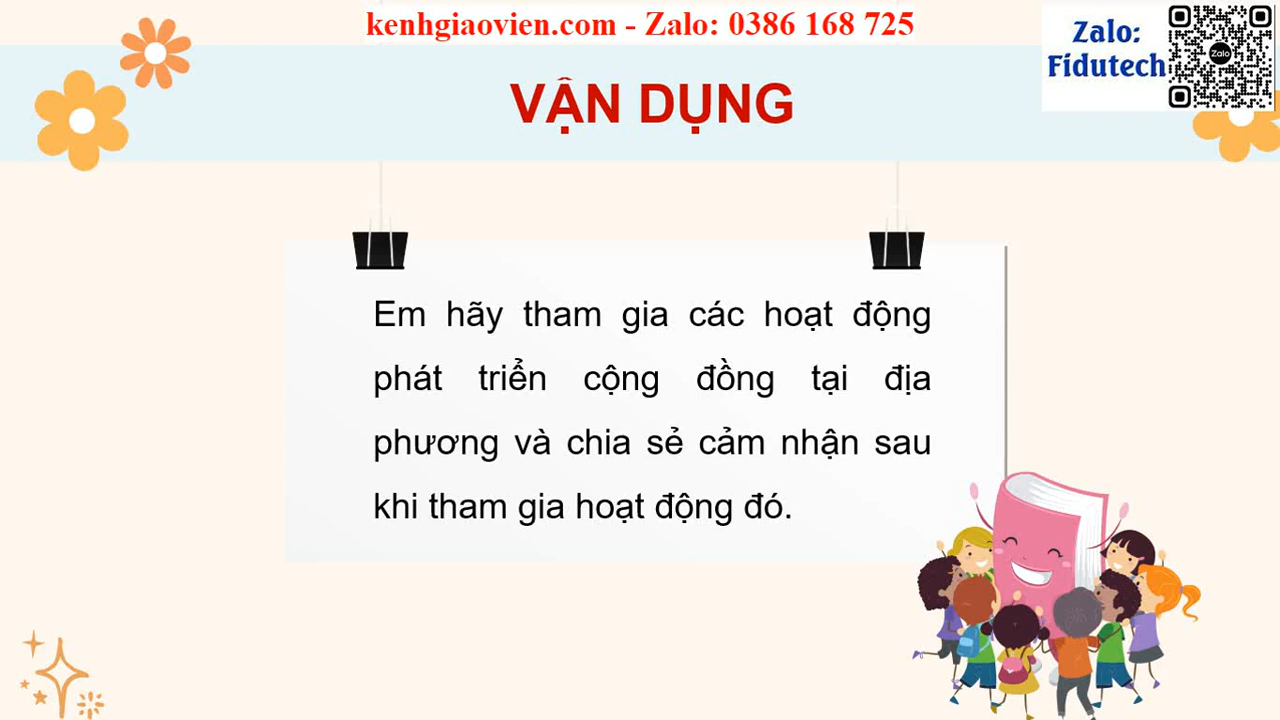 kenhgiaovien.com - Zalo: 0386 168 725
Zalo:
Fidutech
Zalo
VẬN DỤNG
Em hãy tham gia các hoạt động
phát triển cộng đồng tại địa
phương và chia sẻ cảm nhận sau
khi tham gia hoạt động đó.